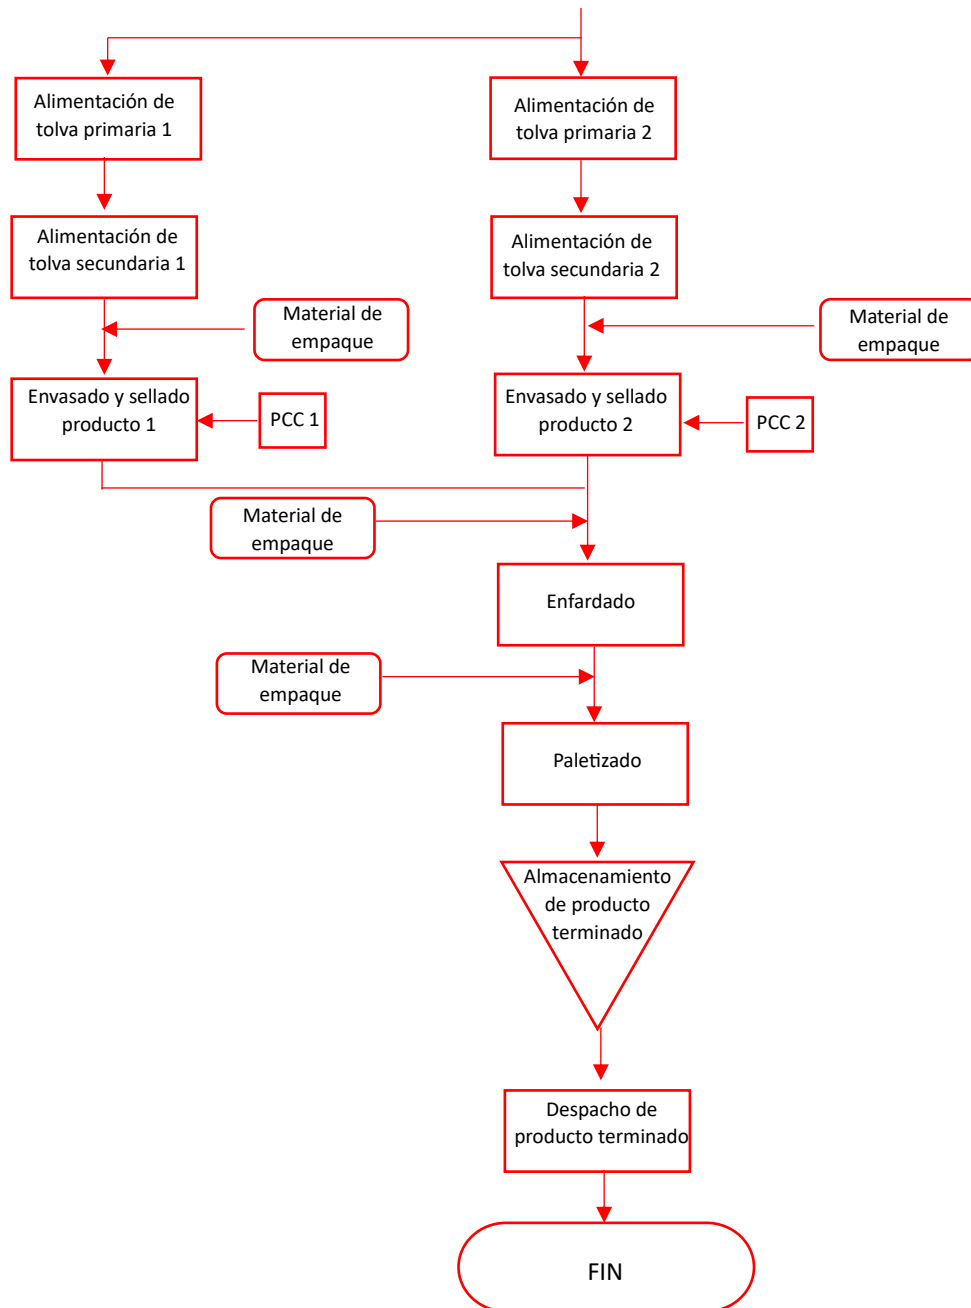 Alimentación de
tolva primaria 1
Alimentación de
tolva primaria 2
Alimentación de
tolva secundaria 1
Alimentación de
tolva secundaria 2
Material de
empaque
Material de
empaque
Envasado y sellado
producto 1
PCC 1
Envasado y sellado
producto 2
PCC 2
Material de
empaque
Enfardado
Material de
empaque
Paletizado
Almacenamiento
de producto
terminado
Despacho de
producto terminado
FIN